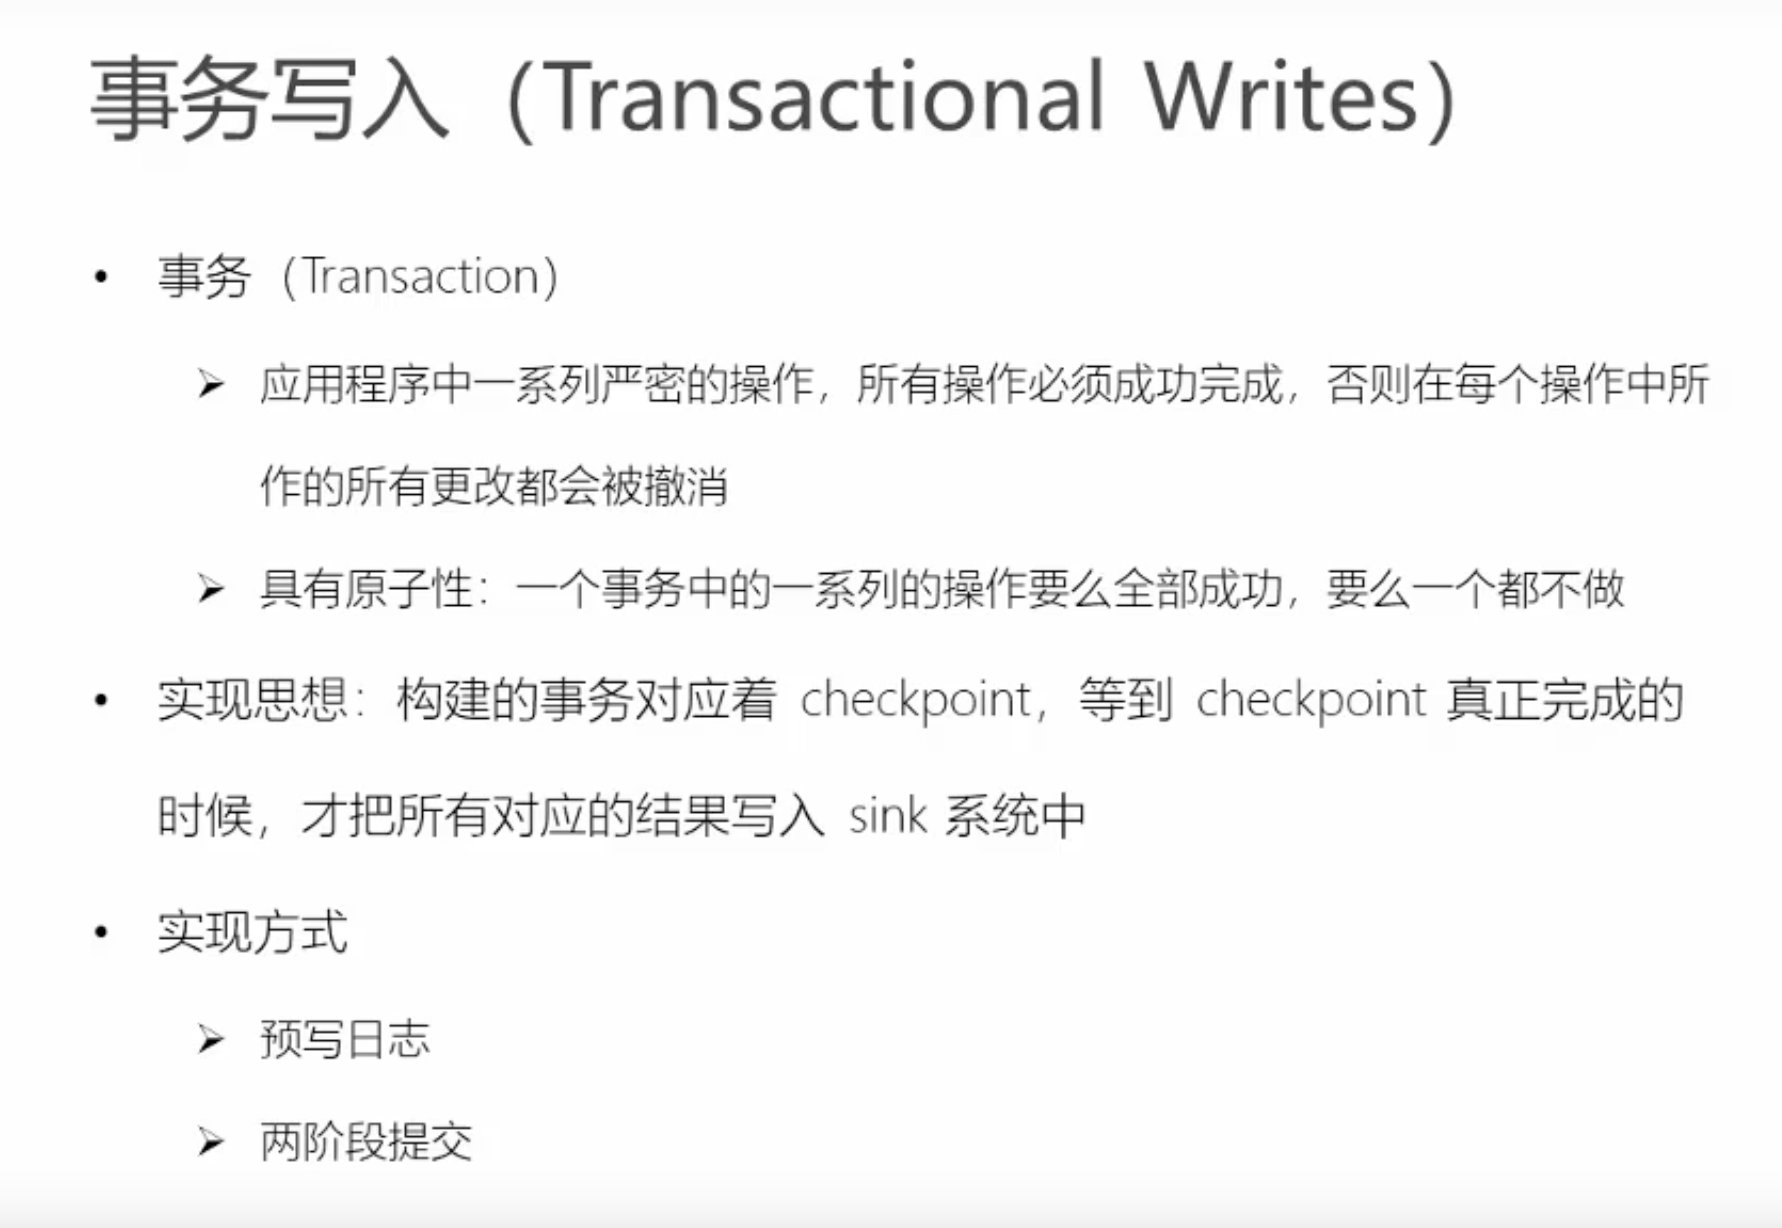 事务写入（Transactional Writes）
• 事务（Transaction）
➢ 应用程序中一系列严密的操作，所有操作必须成功完成，否则在每个操作中所
作的所有更改都会被撤消
➢ 具有原子性：一个事务中的一系列的操作要么全部成功，要么一个都不做
• 实现思想：构建的事务对应着 checkpoint，等到 checkpoint 真正完成的
时候，才把所有对应的结果写入 sink 系统中
• 实现方式
➢ 预写日志
➢ 两阶段提交